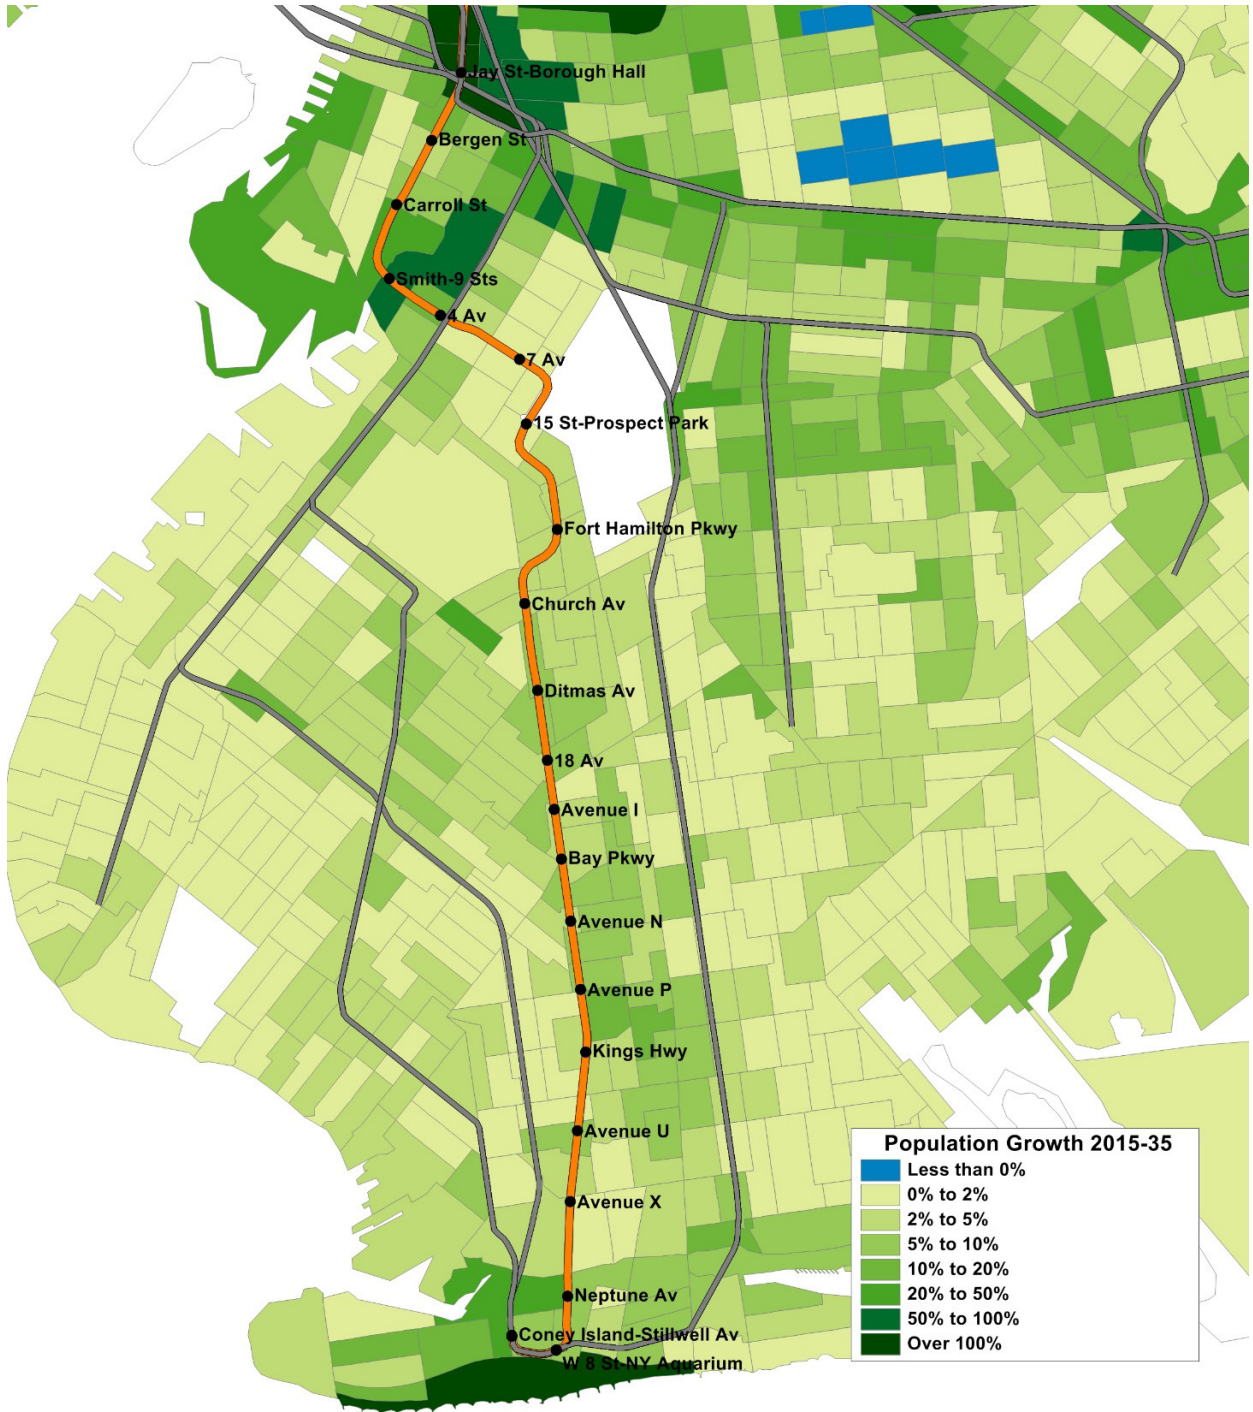 Jay St-Borough Hall
Bergen St
Carroll St
Smith-9 Sts
4 Av
7 Av
15 St-Prospect Park
Fort Hamilton Pkwy
Church Av
Ditmas Av
18 Av
Avenue I
Bay Pkwy
Avenue N
Avenue P
Kings Hwy
Avenue U
Avenue X
Neptune Av
Coney Island-Stillwell Av
W 8 St-NY Aquarium
Population Growth 2015-35
Less than 0%
0% to 2%
2% to 5%
5% to 10%
10% to 20%
20% to 50%
50% to 100%
Over 100%